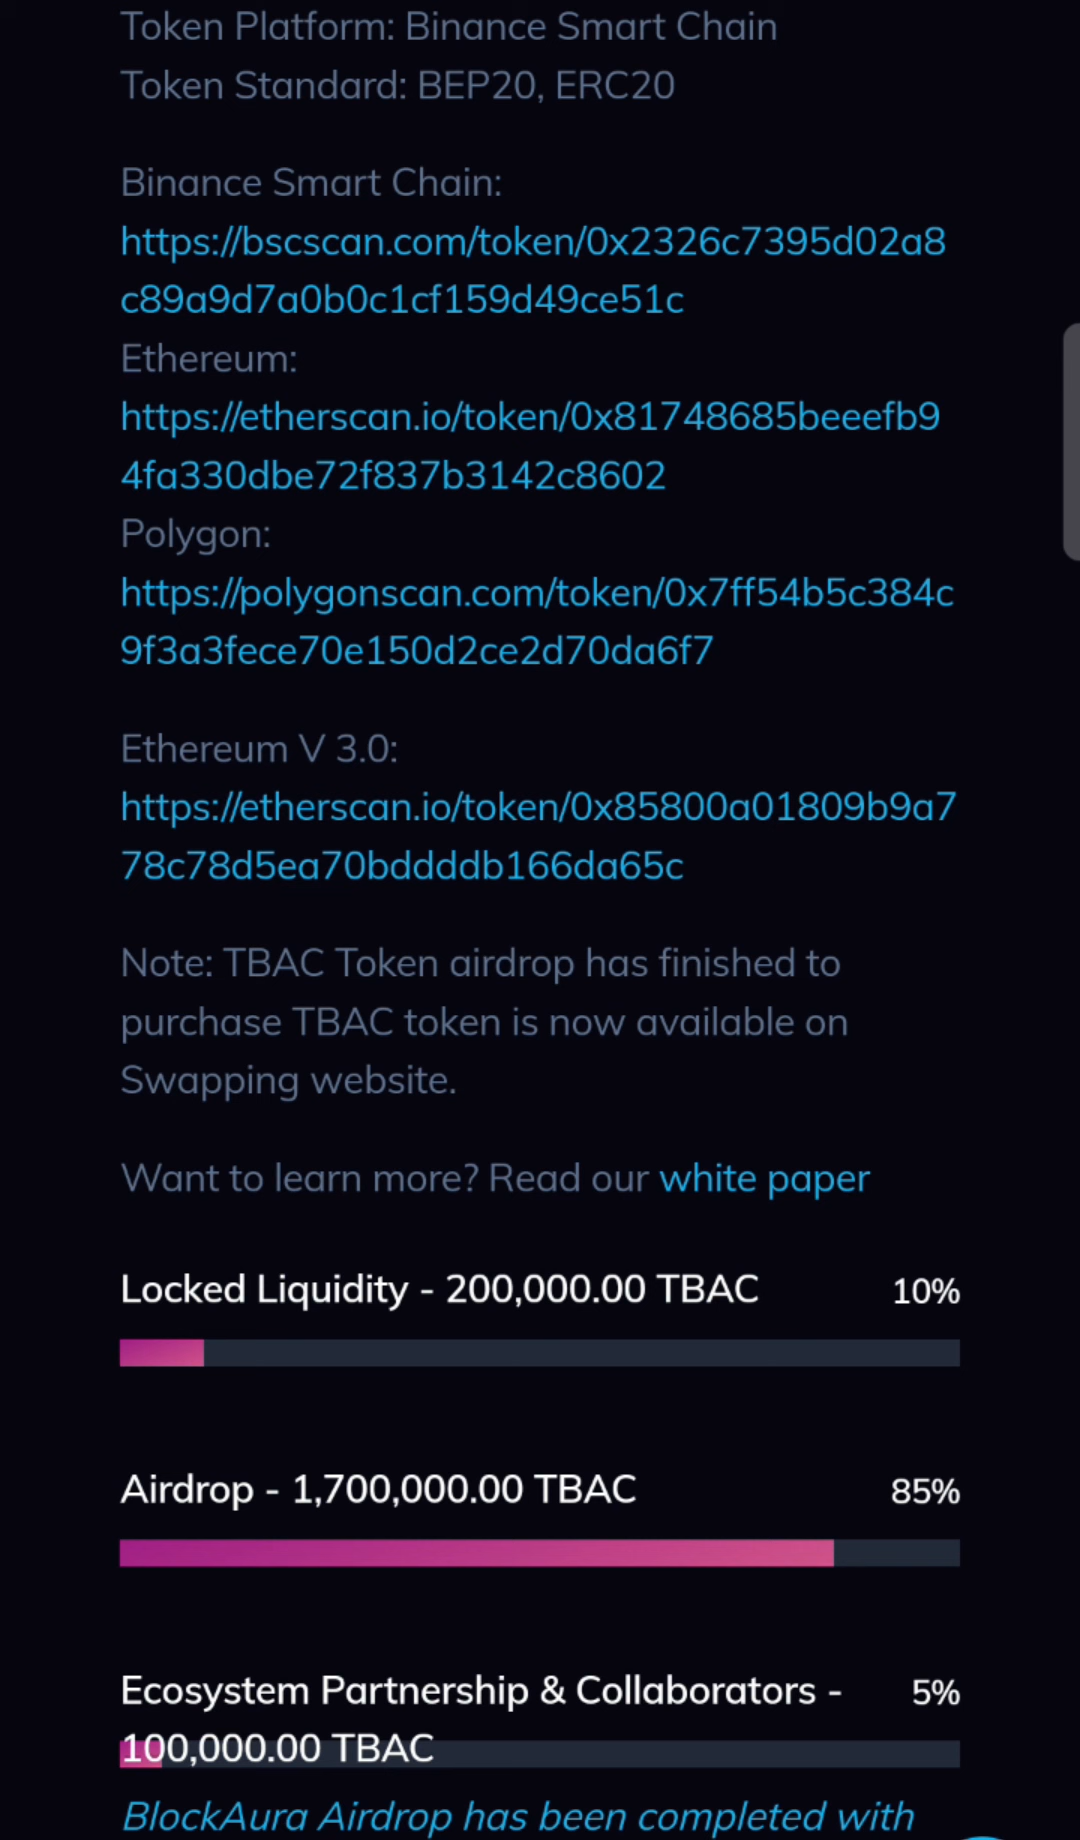 Token Platform: Binance Smart Chain
Token Standard: BEP20, ERC20
Binance Smart Chain:
https://bscscan.com/token/0x2326c7395d02a8
c89a9d7a0b0c1cf159d49ce51c
Ethereum:
https://etherscan.io/token/0x81748685beeefb9
4fa330dbe72f837b3142c8602
Polygon:
https://polygonscan.com/token/0x7ff54b5c384c
9f3a3fece70e150d2ce2d70da6f7
Ethereum V 3.0:
https://etherscan.io/token/0x85800a01809b9a7
78c78d5ea70bddddb166da65c
Note: TBAC Token airdrop has finished to
purchase TBAC token is now available on
Swapping website.
Want to learn more? Read our white paper
Locked Liquidity - 200,000.00 TBAC 10%
Airdrop - 1,700,000.00 TBAC 85%
Ecosystem Partnership & Collaborators - 5%
100,000.00 TBAC
BlockAura Airdrop has been completed with